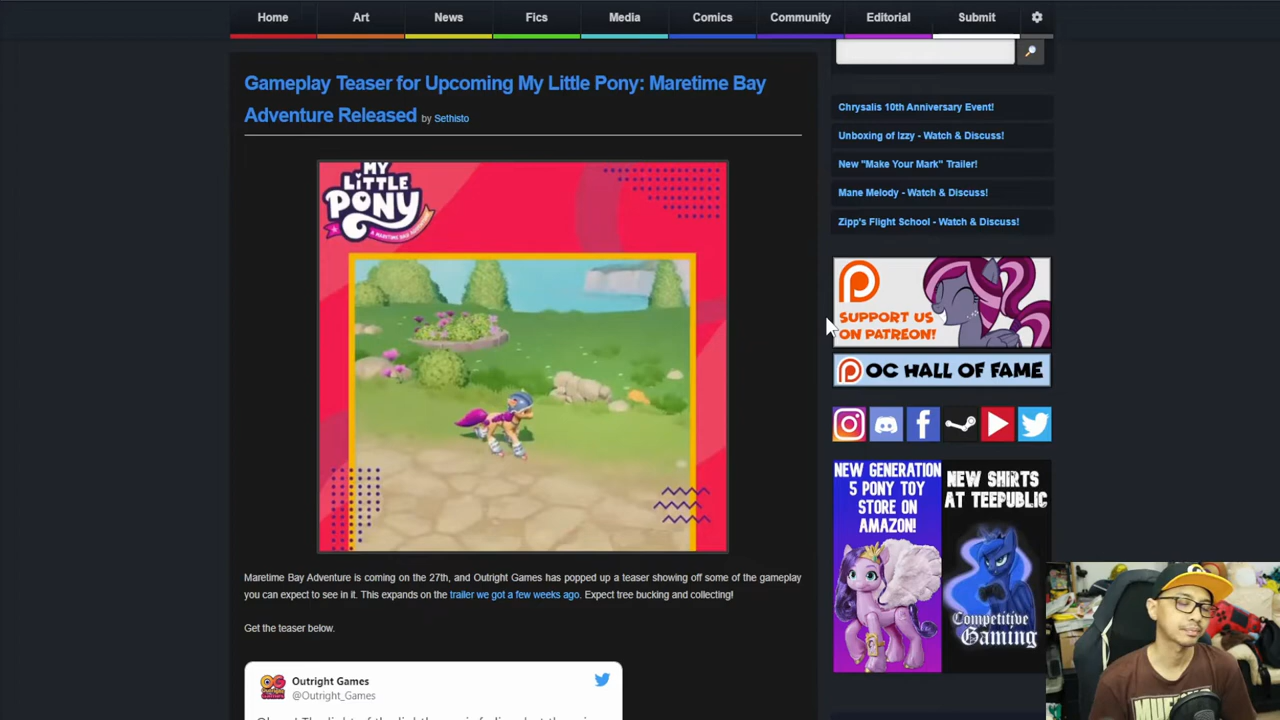 Home Art News Fics Media Comics Community Editorial Submit
Gameplay Teaser for Upcoming My Little Pony: Maretime Bay
Adventure Released by Sethisto
MY
LITTLE
PONY
A MARETIME BAY ADVENTURE
Maretime Bay Adventure is coming on the 27th, and Outright Games has popped up a teaser showing off some of the gameplay
you can expect to see in it. This expands on the trailer we got a few weeks ago. Expect tree bucking and collecting!
Get the teaser below.
Outright Games
@Outright_Games
Chrysalis 10th Anniversary Event!
Unboxing of Izzy - Watch & Discuss!
New "Make Your Mark" Trailer!
Mane Melody - Watch & Discuss!
Zipp's Flight School - Watch & Discuss!
SUPPORT US
ON PATREON!
OC HALL OF FAME
NEW GENERATION
5 PONY TOY
STORE ON
AMAZON!
NEW SHIRTS
AT TEEPUBLIC
Competitive
Gaming